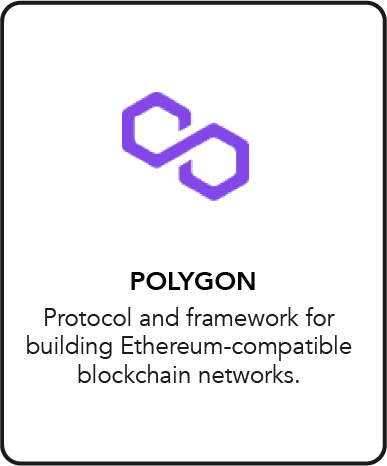 POLYGON
Protocol and framework for
building Ethereum-compatible
blockchain networks.